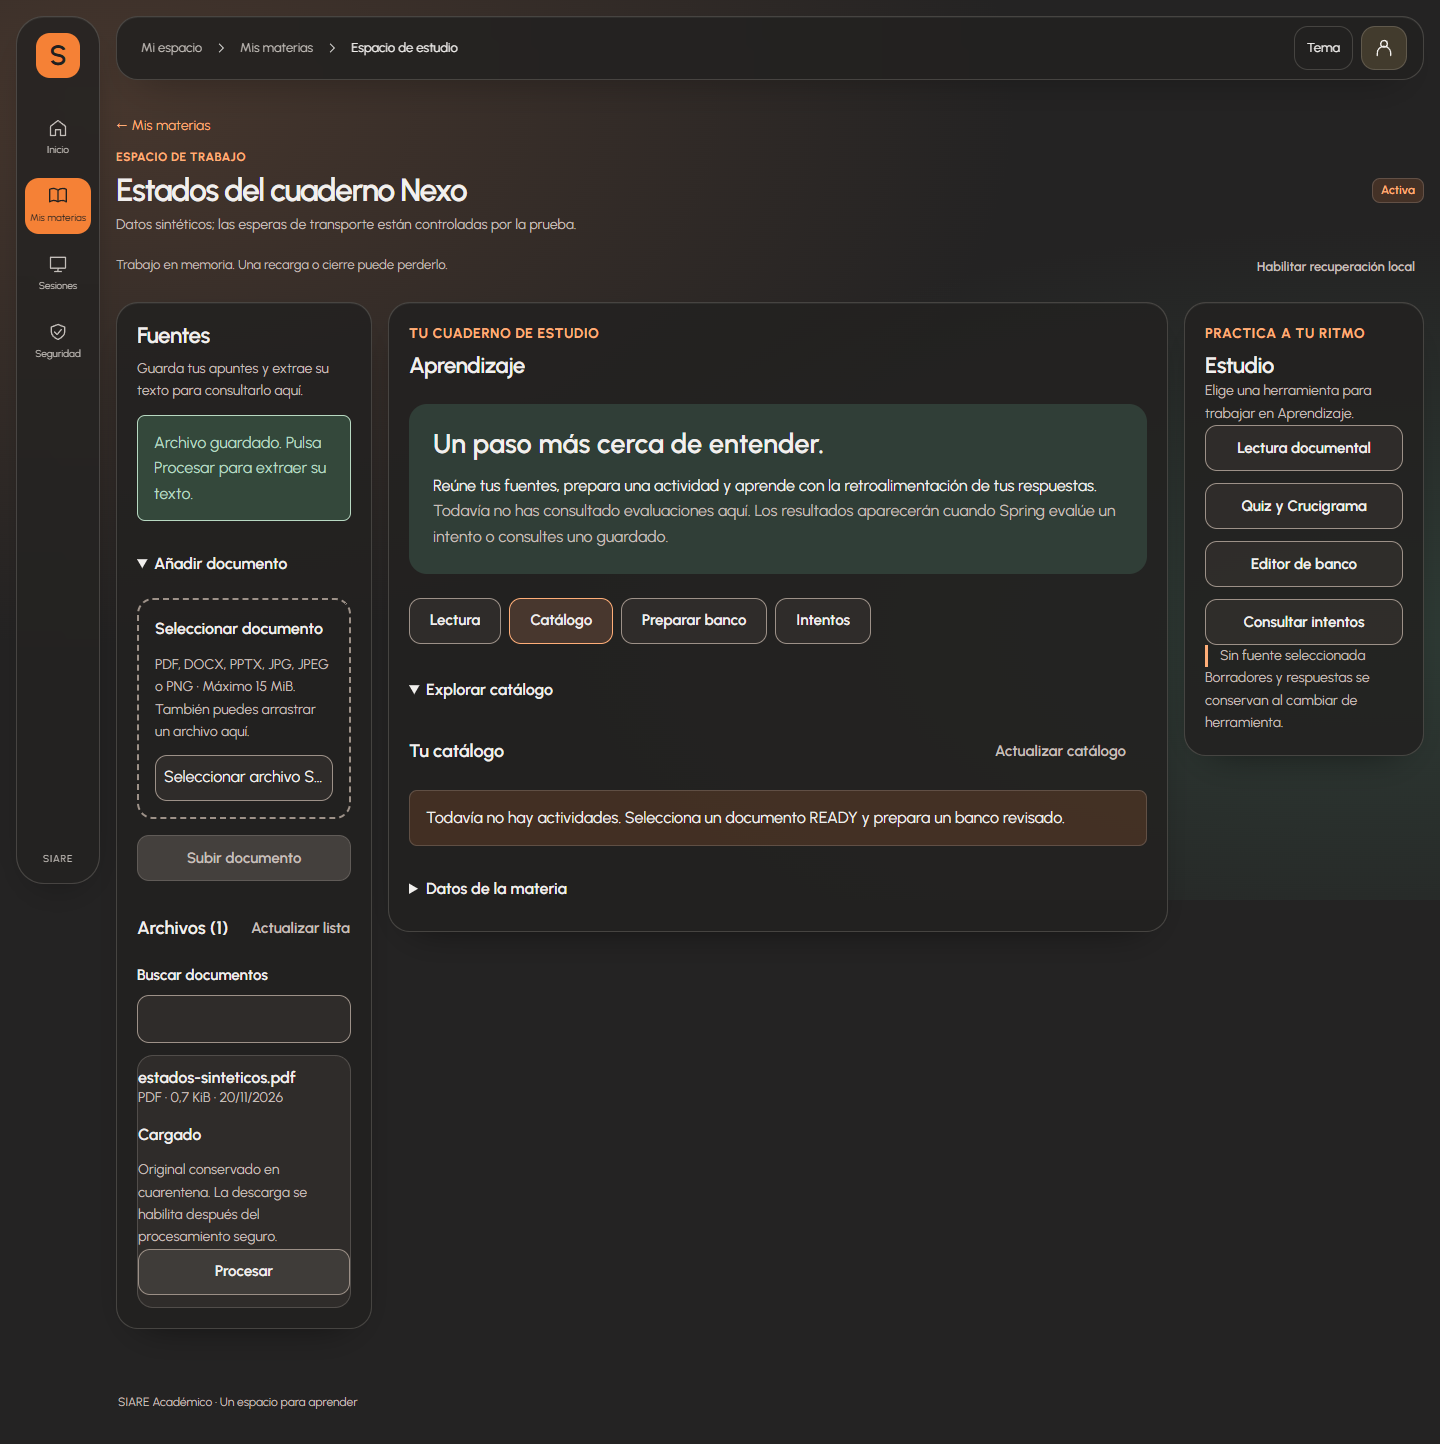 S
Inicio
Mis materias
Sesiones
Seguridad
SIARE
Mi espacio > Mis materias > Espacio de estudio
Tema
← Mis materias
ESPACIO DE TRABAJO
Estados del cuaderno Nexo
Activa
Datos sintéticos; las esperas de transporte están controladas por la prueba.
Trabajo en memoria. Una recarga o cierre puede perderlo.
Habilitar recuperación local
Fuentes
Guarda tus apuntes y extrae su
texto para consultarlo aquí.
Archivo guardado. Pulsa
Procesar para extraer su
texto.
▼ Añadir documento
Seleccionar documento
PDF, DOCX, PPTX, JPG, JPEG
o PNG · Máximo 15 MiB.
También puedes arrastrar
un archivo aquí.
Seleccionar archivo S...
Subir documento
Archivos (1)
Actualizar lista
Buscar documentos
estados-sinteticos.pdf
PDF · 0,7 KiB · 20/11/2026
Cargado
Original conservado en
cuarentena. La descarga se
habilita después del
procesamiento seguro.
Procesar
TU CUADERNO DE ESTUDIO
Aprendizaje
Un paso más cerca de entender.
Reúne tus fuentes, prepara una actividad y aprende con la retroalimentación de tus respuestas.
Todavía no has consultado evaluaciones aquí. Los resultados aparecerán cuando Spring evalúe un
intento o consultes uno guardado.
Lectura
Catálogo
Preparar banco
Intentos
▼ Explorar catálogo
Tu catálogo
Actualizar catálogo
Todavía no hay actividades. Selecciona un documento READY y prepara un banco revisado.
▶ Datos de la materia
PRACTICA A TU RITMO
Estudio
Elige una herramienta para
trabajar en Aprendizaje.
Lectura documental
Quiz y Crucigrama
Editor de banco
Consultar intentos
Sin fuente seleccionada
Borradores y respuestas se
conservan al cambiar de
herramienta.
SIARE Académico · Un espacio para aprender